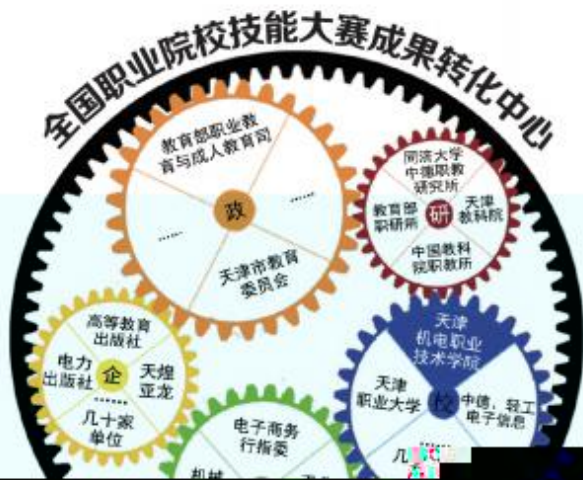 全国职业院校技能大赛成果转化中心
教育部职业教
育与成人教育司
......
政
......
天津市教育
委员会
同济大学
中德职教
研究所
教育部
职研所
研
天津
教科院
中国教科
院职教所
高等教育
出版社
电力
出版社
企
天煌
亚龙
......
几十家
单位
天津
机电职业
技术学院
天津
职业大学
校
中德，轻工
电子信息
......
电子商务
行指委
机械